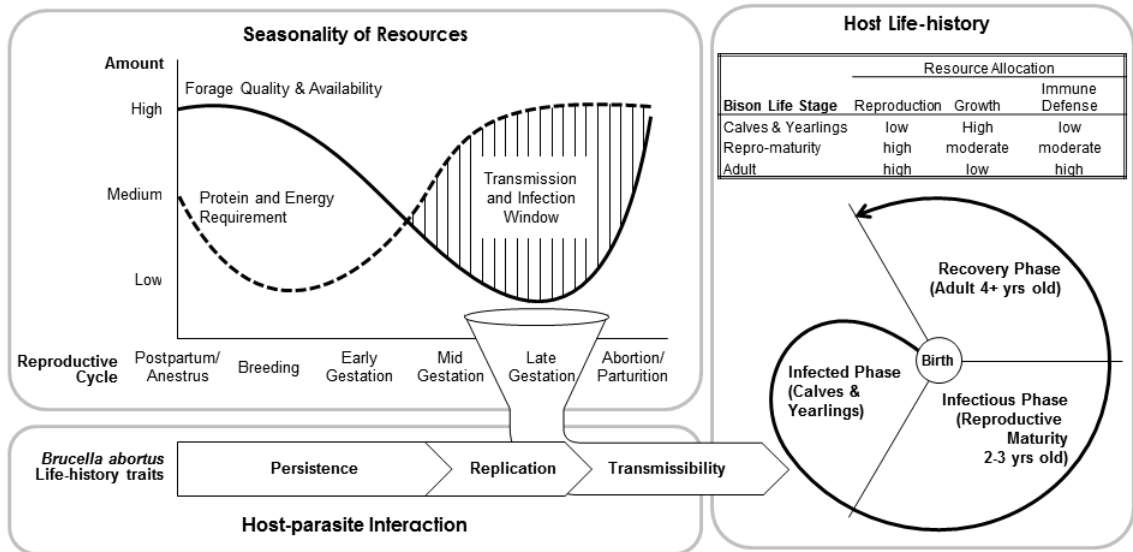 Seasonality of Resources
Amount
High
Medium
Low
Forage Quality & Availability
Protein and Energy
Requirement
Transmission
and Infection
Window
Reproductive
Cycle
Postpartum/
Anestrus
Breeding
Early
Gestation
Mid
Gestation
Late
Gestation
Abortion/
Parturition
Brucella abortus
Life-history traits
Persistence
Replication
Transmissibility
Host-parasite Interaction
Host Life-history
Resource Allocation
Bison Life Stage Reproduction Growth Immune
Defense
Calves & Yearlings low High low
Repro-maturity high moderate moderate
Adult high low high
Recovery Phase
(Adult 4+ yrs old)
Birth
Infected Phase
(Calves &
Yearlings)
Infectious Phase
(Reproductive
Maturity
2-3 yrs old)